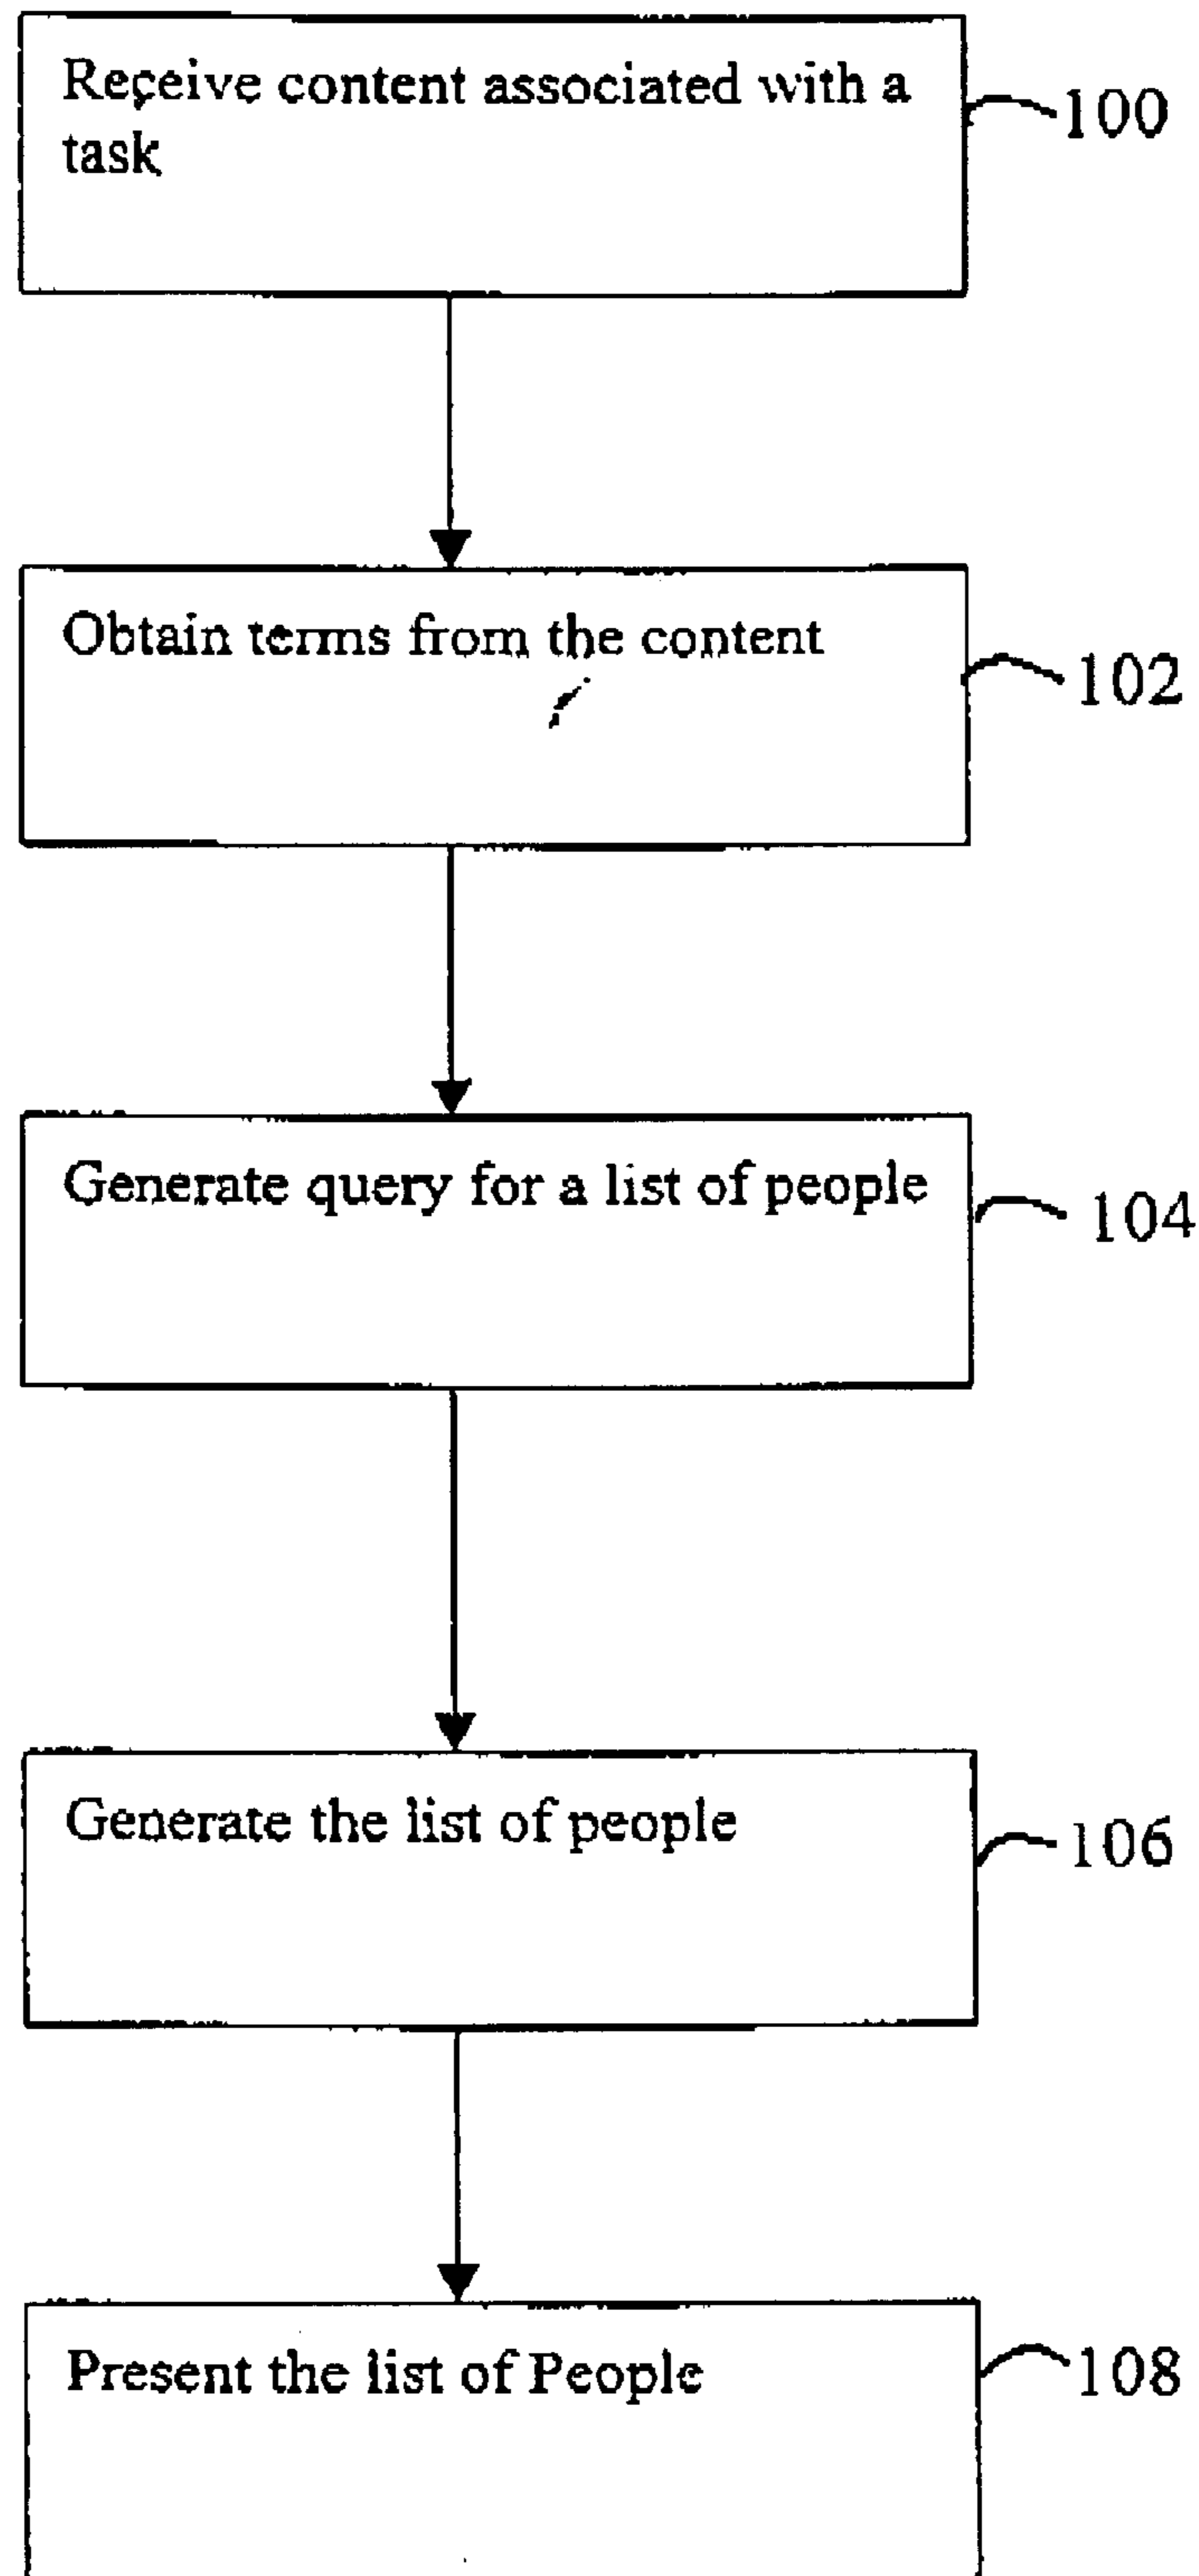 Receive content associated with a
task
100
Obtain terms from the content
102
Generate query for a list of people
104
Generate the list of people
106
Present the list of People
108